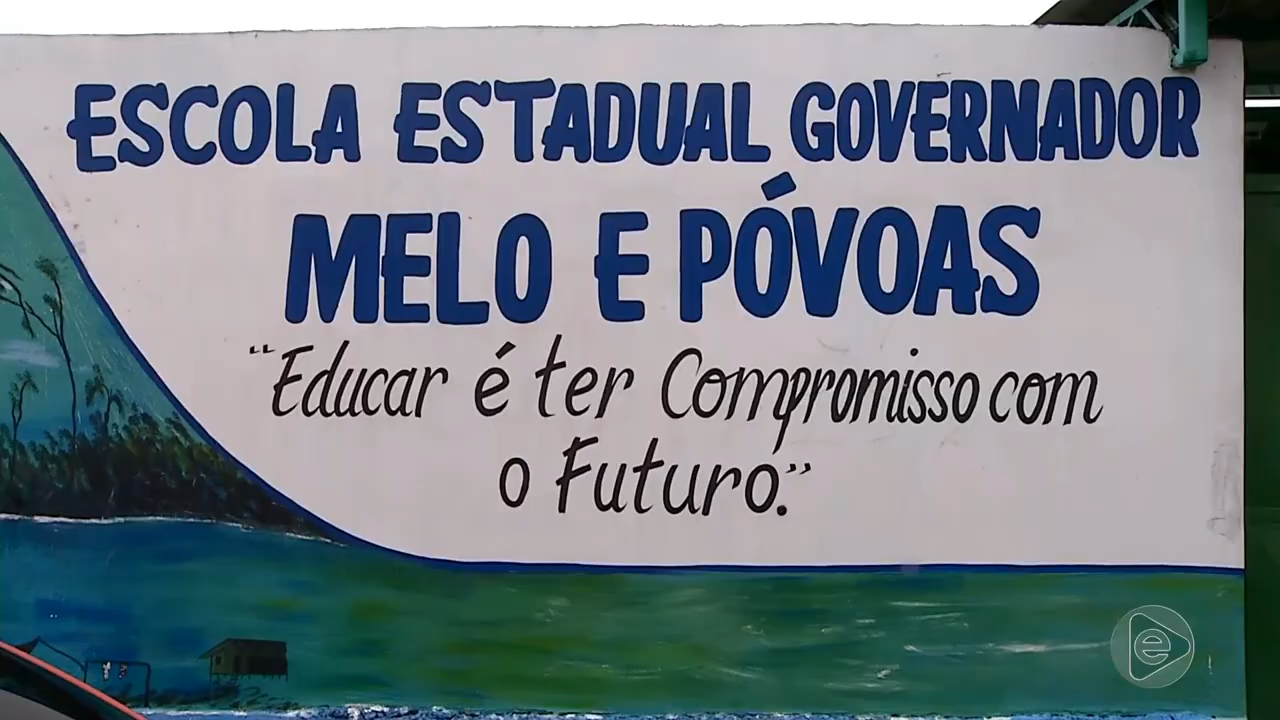 ESCOLA ESTADUAL GOVERNADOR
MELO E PÓVOAS
"Educar é ter Compromisso com
o Futuro."
e